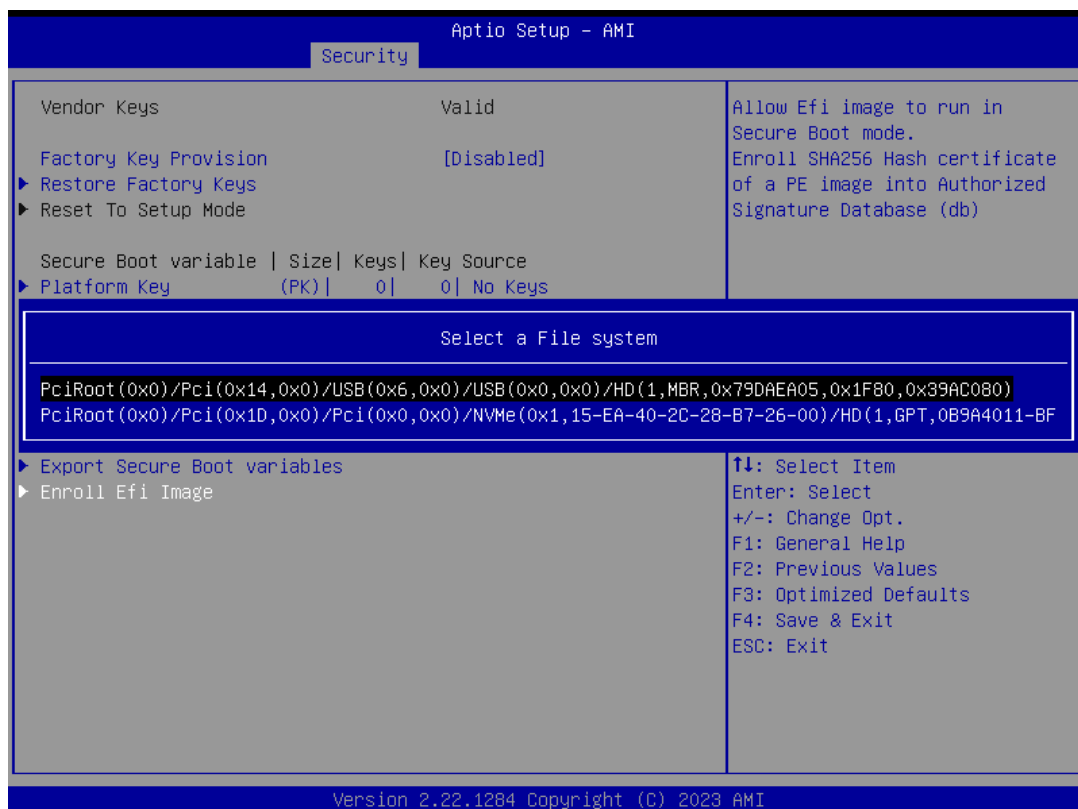 Aptio Setup – AMI
Security
Vendor Keys Valid
Factory Key Provision [Disabled]
Restore Factory Keys
Reset To Setup Mode
Secure Boot variable | Size| Keys| Key Source
Platform Key (PK)| 0| 0| No Keys
Allow Efi image to run in
Secure Boot mode.
Enroll SHA256 Hash certificate
of a PE image into Authorized
Signature Database (db)
Select a File system
PciRoot(0x0)/Pci(0x14,0x0)/USB(0x6,0x0)/USB(0x0,0x0)/HD(1,MBR,0x79DAEA05,0x1F80,0x39AC080)
PciRoot(0x0)/Pci(0x1D,0x0)/Pci(0x0,0x0)/NVMe(0x1,15-EA-40-2C-28-B7-26-00)/HD(1,GPT,0B9A4011-BF
Export Secure Boot variables
Enroll Efi Image
↑↓: Select Item
Enter: Select
+/-: Change Opt.
F1: General Help
F2: Previous Values
F3: Optimized Defaults
F4: Save & Exit
ESC: Exit
Version 2.22.1284 Copyright (C) 2023 AMI